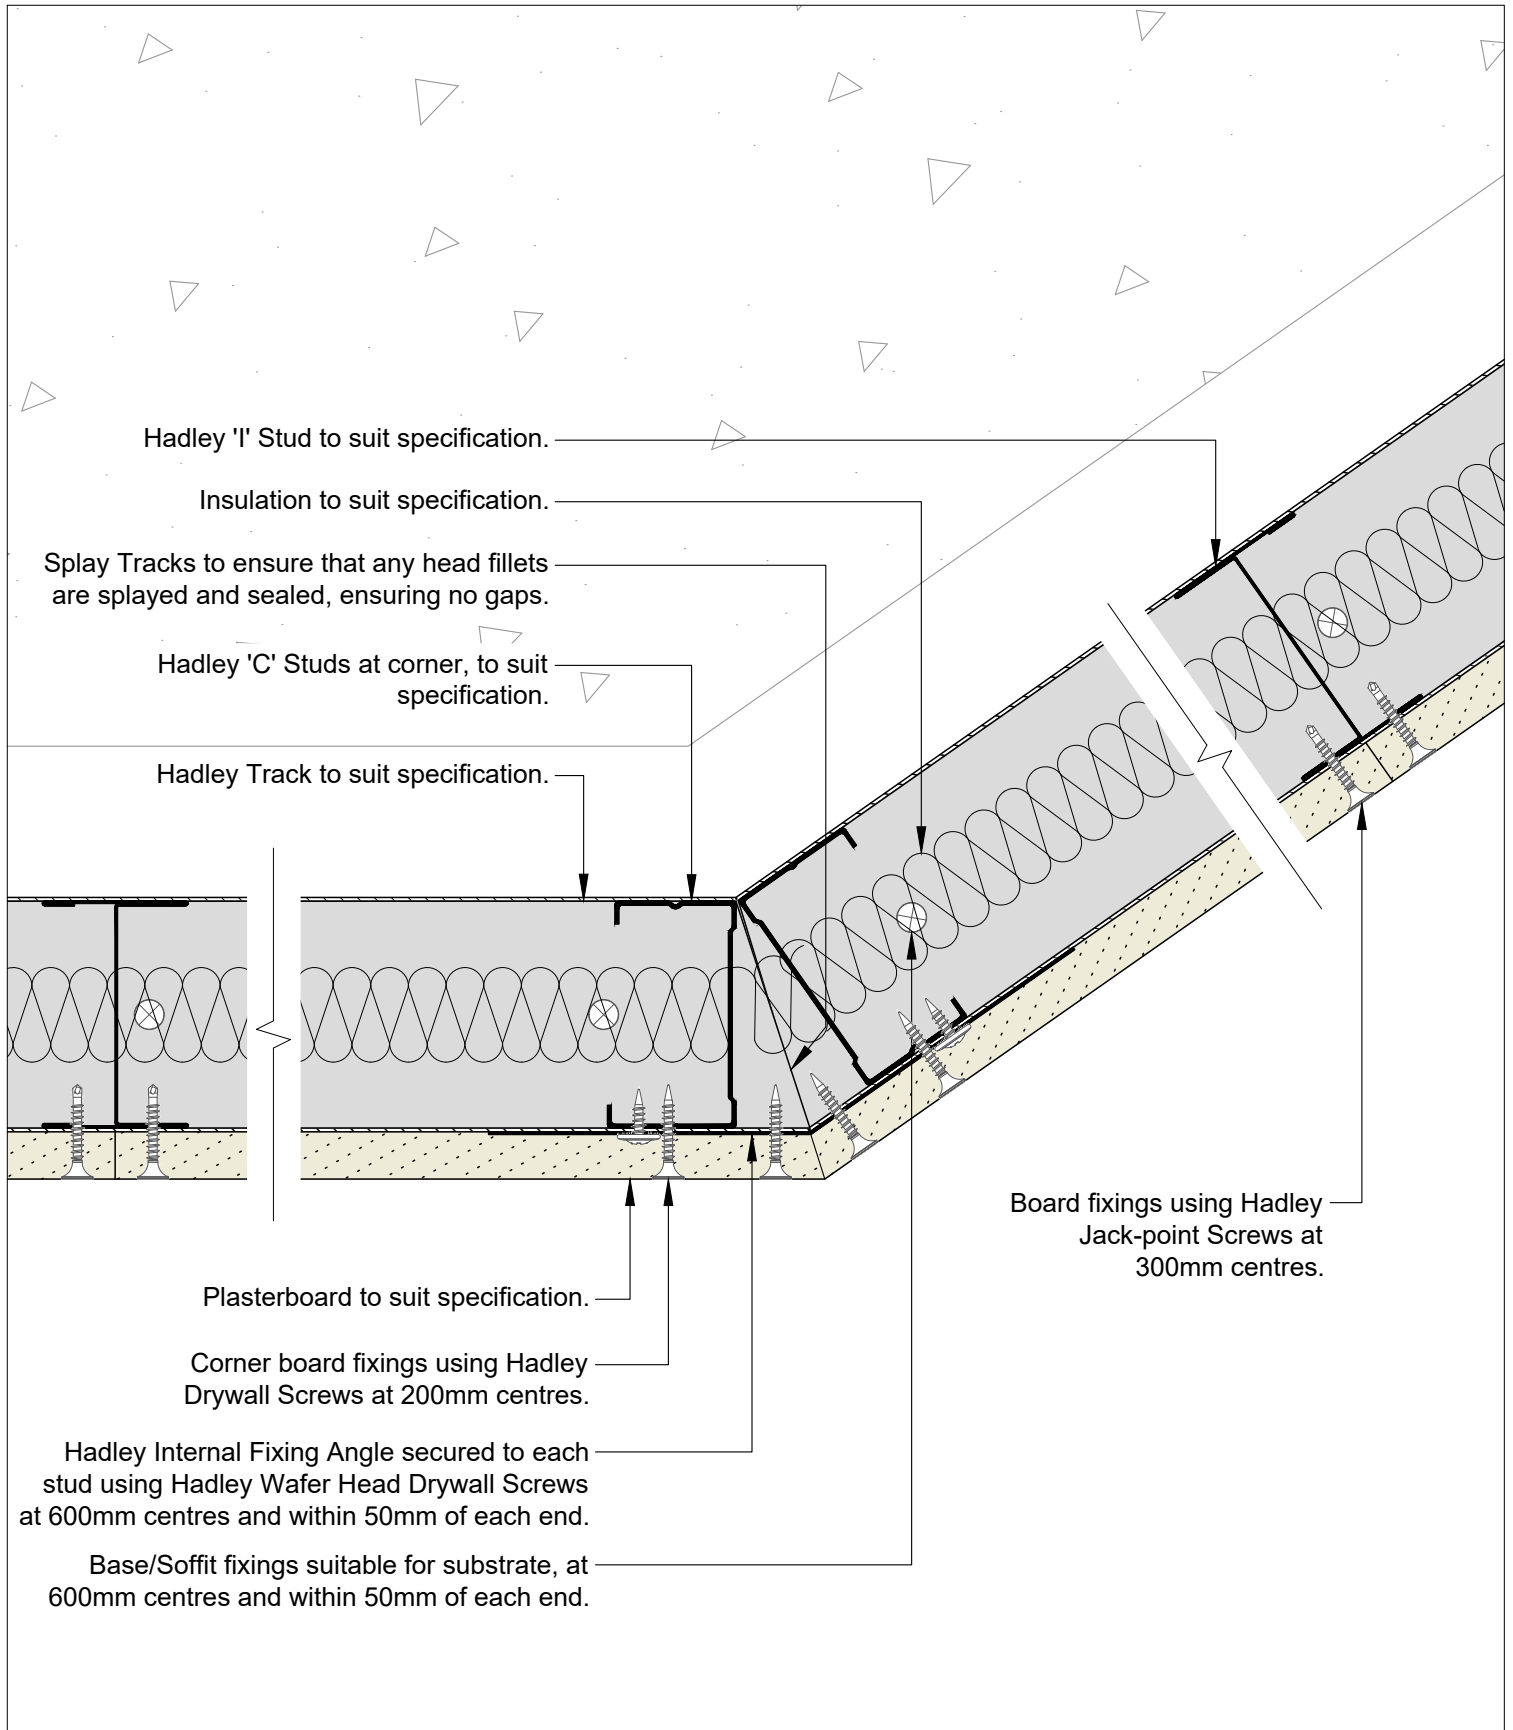 Hadley 'I' Stud to suit specification.
Insulation to suit specification.
Splay Tracks to ensure that any head fillets
are splayed and sealed, ensuring no gaps.
Hadley 'C' Studs at corner, to suit
specification.
Hadley Track to suit specification.
Board fixings using Hadley
Jack-point Screws at
300mm centres.
Plasterboard to suit specification.
Corner board fixings using Hadley
Drywall Screws at 200mm centres.
Hadley Internal Fixing Angle secured to each
stud using Hadley Wafer Head Drywall Screws
at 600mm centres and within 50mm of each end.
Base/Soffit fixings suitable for substrate, at
600mm centres and within 50mm of each end.